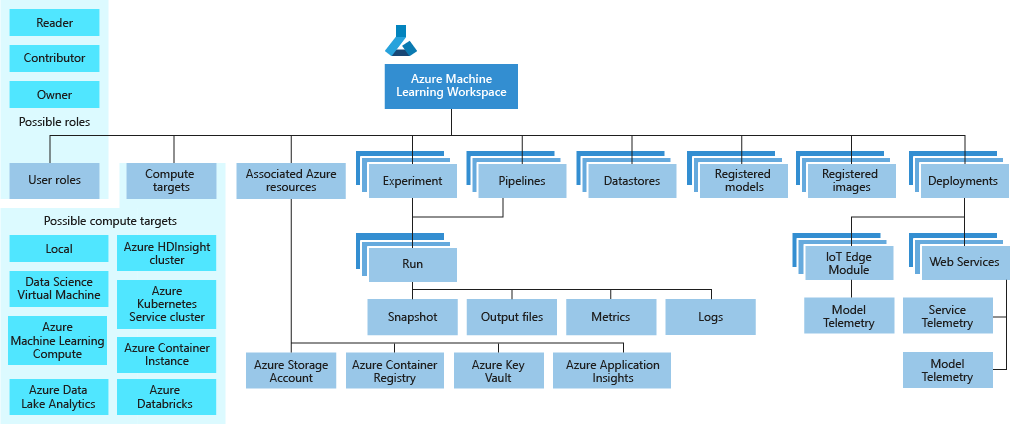 Reader
Contributor
Owner
Possible roles
Azure Machine
Learning Workspace
User roles
Compute
targets
Associated Azure
resources
Experiment
Pipelines
Datastores
Registered
models
Registered
images
Deployments
Possible compute targets
Local
Azure HDInsight
cluster
Data Science
Virtual Machine
Azure
Kubernetes
Service cluster
Azure
Machine Learning
Compute
Azure Container
Instance
Azure Data
Lake Analytics
Azure
Databricks
Run
Snapshot
Output files
Metrics
Logs
Azure Storage
Account
Azure Container
Registry
Azure Key
Vault
Azure Application
Insights
IoT Edge
Module
Web Services
Model
Telemetry
Service
Telemetry
Model
Telemetry